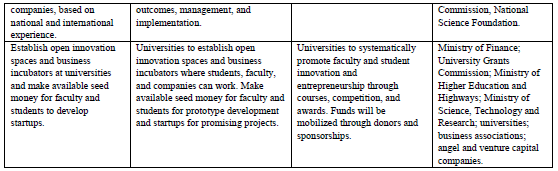 companies, based on
national and international
experience.
outcomes, management, and
implementation.
Commission, National
Science Foundation.
Establish open innovation
spaces and business
incubators at universities
and make available seed
money for faculty and
students to develop
startups.
Universities to establish open
innovation spaces and business
incubators where students, faculty,
and companies can work. Make
available seed money for faculty and
students for prototype development
and startups for promising projects.
Universities to systematically
promote faculty and student
innovation and
entrepreneurship through
courses, competition, and
awards. Funds will be
mobilized through donors and
sponsorships.
Ministry of Finance;
University Grants
Commission; Ministry of
Higher Education and
Highways; Ministry of
Science, Technology and
Research; universities;
business associations;
angel and venture capital
companies.